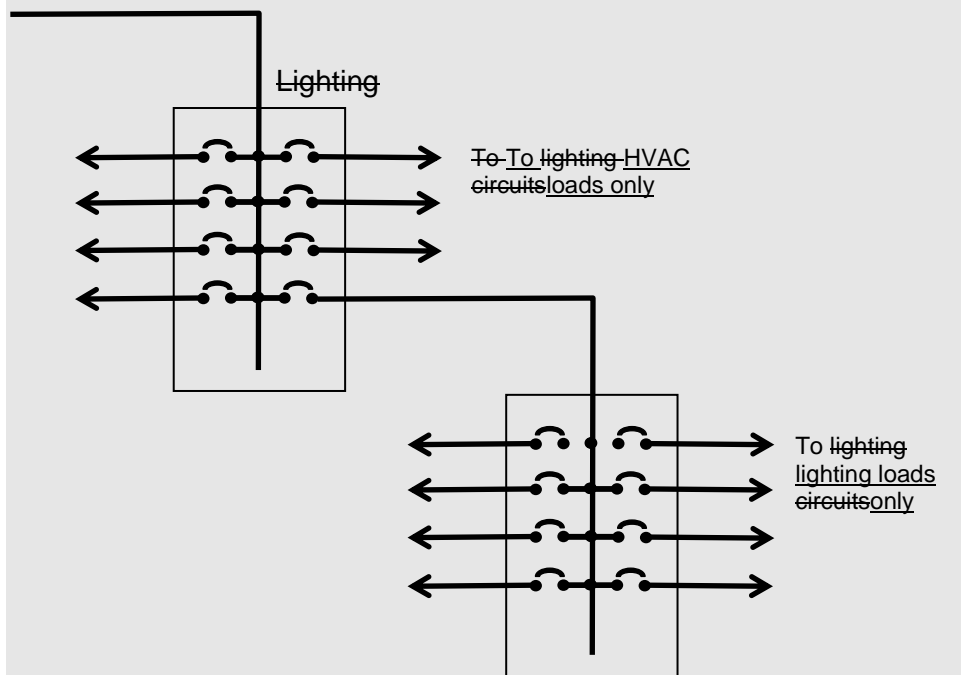 Lighting
To To lighting HVAC
circuitsloads only
To lighting
lighting loads
circuitsonly